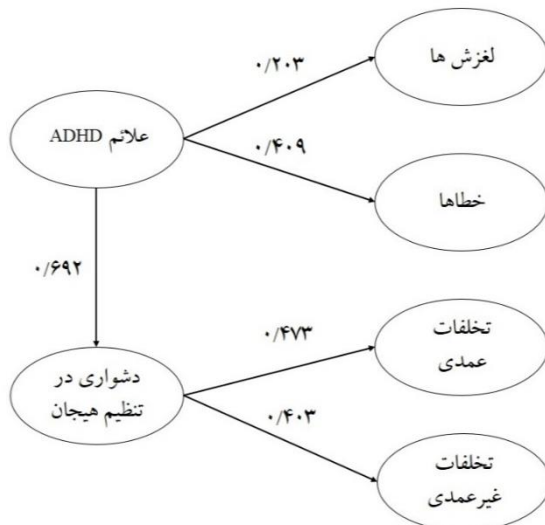 لغزش ها
۰/۲۰۳
علائم ADHD
۰/۴۰۹
خطاها
۰/۶۹۲
تخلفات
عمدی
۰/۴۷۳
دشواری در
تنظیم هیجان
۰/۴۰۳
تخلفات
غیرعمدی